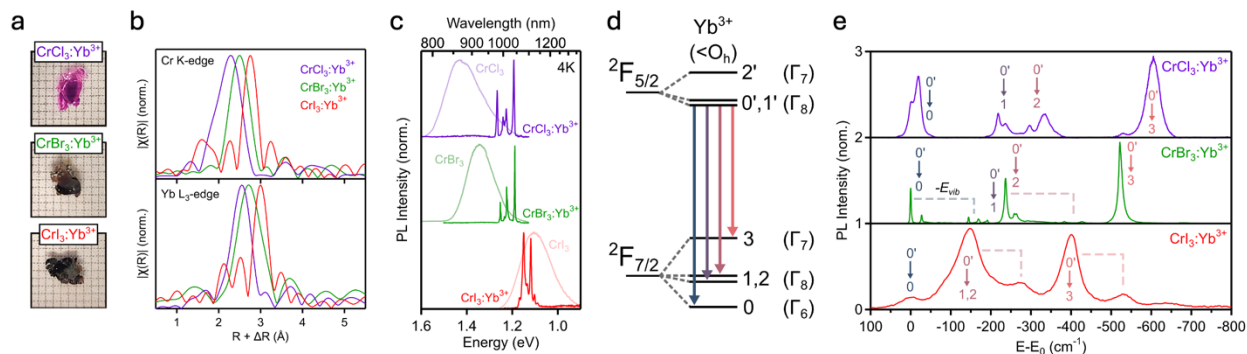 a
CrCl₃:Yb³⁺
CrBr₃:Yb³⁺
CrI₃:Yb³⁺
b
Cr K-edge
CrCl₃:Yb³⁺
CrBr₃:Yb³⁺
CrI₃:Yb³⁺
Yb L₃-edge
|χ(R)| (norm.)
|χ(R)| (norm.)
1 2 3 4 5
R + ΔR (Å)
c
Wavelength (nm)
800 1000 1200
4K
CrCl₃
CrCl₃:Yb³⁺
CrBr₃
CrBr₃:Yb³⁺
CrI₃
CrI₃:Yb³⁺
PL Intensity (norm.)
1.6 1.4 1.2 1.0
Energy (eV)
d
Yb³⁺
(<Oₕ)
²F₅/₂
2' (Γ₇)
0',1' (Γ₈)
²F₇/₂
3 (Γ₇)
1,2 (Γ₈)
0 (Γ₆)
e
3
CrCl₃:Yb³⁺
0' 0
0' 1
0' 2
0' 3
2
CrBr₃:Yb³⁺
0' 0
-E_vib
0' 1
0' 2
0' 3
1
CrI₃:Yb³⁺
0' 0
0' 1,2
0' 3
0
PL Intensity (norm.)
100 0 -100 -200 -300 -400 -500 -600 -700 -800
E-E₀ (cm⁻¹)